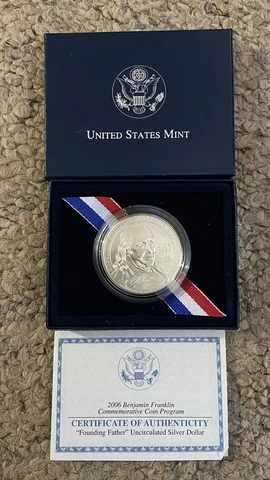 UNITED STATES MINT
2006 Benjamin Franklin
Commemorative Coin Program
CERTIFICATE OF AUTHENTICITY
"Founding Father" Uncirculated Silver Dollar